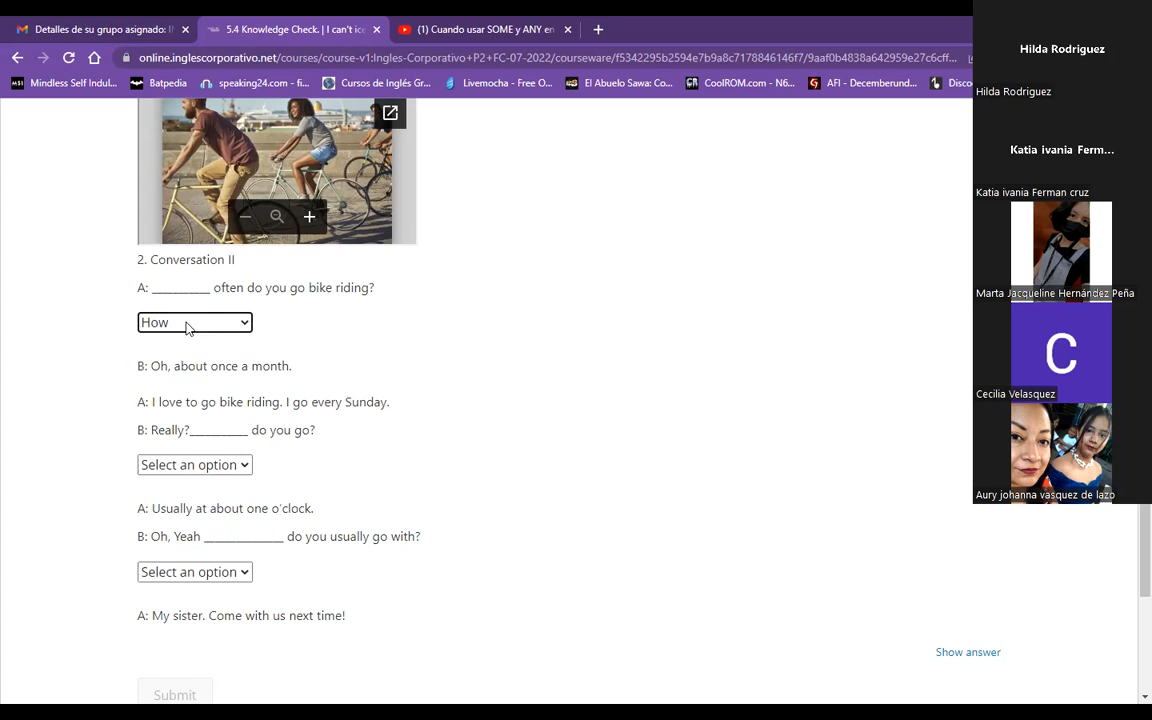 Detalles de su grupo asignado: I
5.4 Knowledge Check. | I can't ice
(1) Cuando usar SOME y ANY en
online.inglescorporativo.net/courses/course-v1:Ingles-Corporativo+P2+FC-07-2022/courseware/f5342295b2594e7b9a8c7178846146f7/9aaf0b4838a642959e27c6cff...
Mindless Self Indul...
Batpedia
speaking24.com - fi...
Cursos de Inglés Gr...
Livemocha - Free O...
El Abuelo Sawa: Co...
CoolROM.com - N6...
AFI - Decemberund...
Disco
2. Conversation II
A: __________ often do you go bike riding?
How
B: Oh, about once a month.
A: I love to go bike riding. I go every Sunday.
B: Really?__________ do you go?
Select an option
A: Usually at about one o'clock.
B: Oh, Yeah ______________ do you usually go with?
Select an option
A: My sister. Come with us next time!
Show answer
Submit
Hilda Rodriguez
Hilda Rodriguez
Katia ivania Ferm...
Katia ivania Ferman cruz
Marta Jacqueline Hernández Peña
C
Cecilia Velasquez
Aury johanna vasquez de lazo